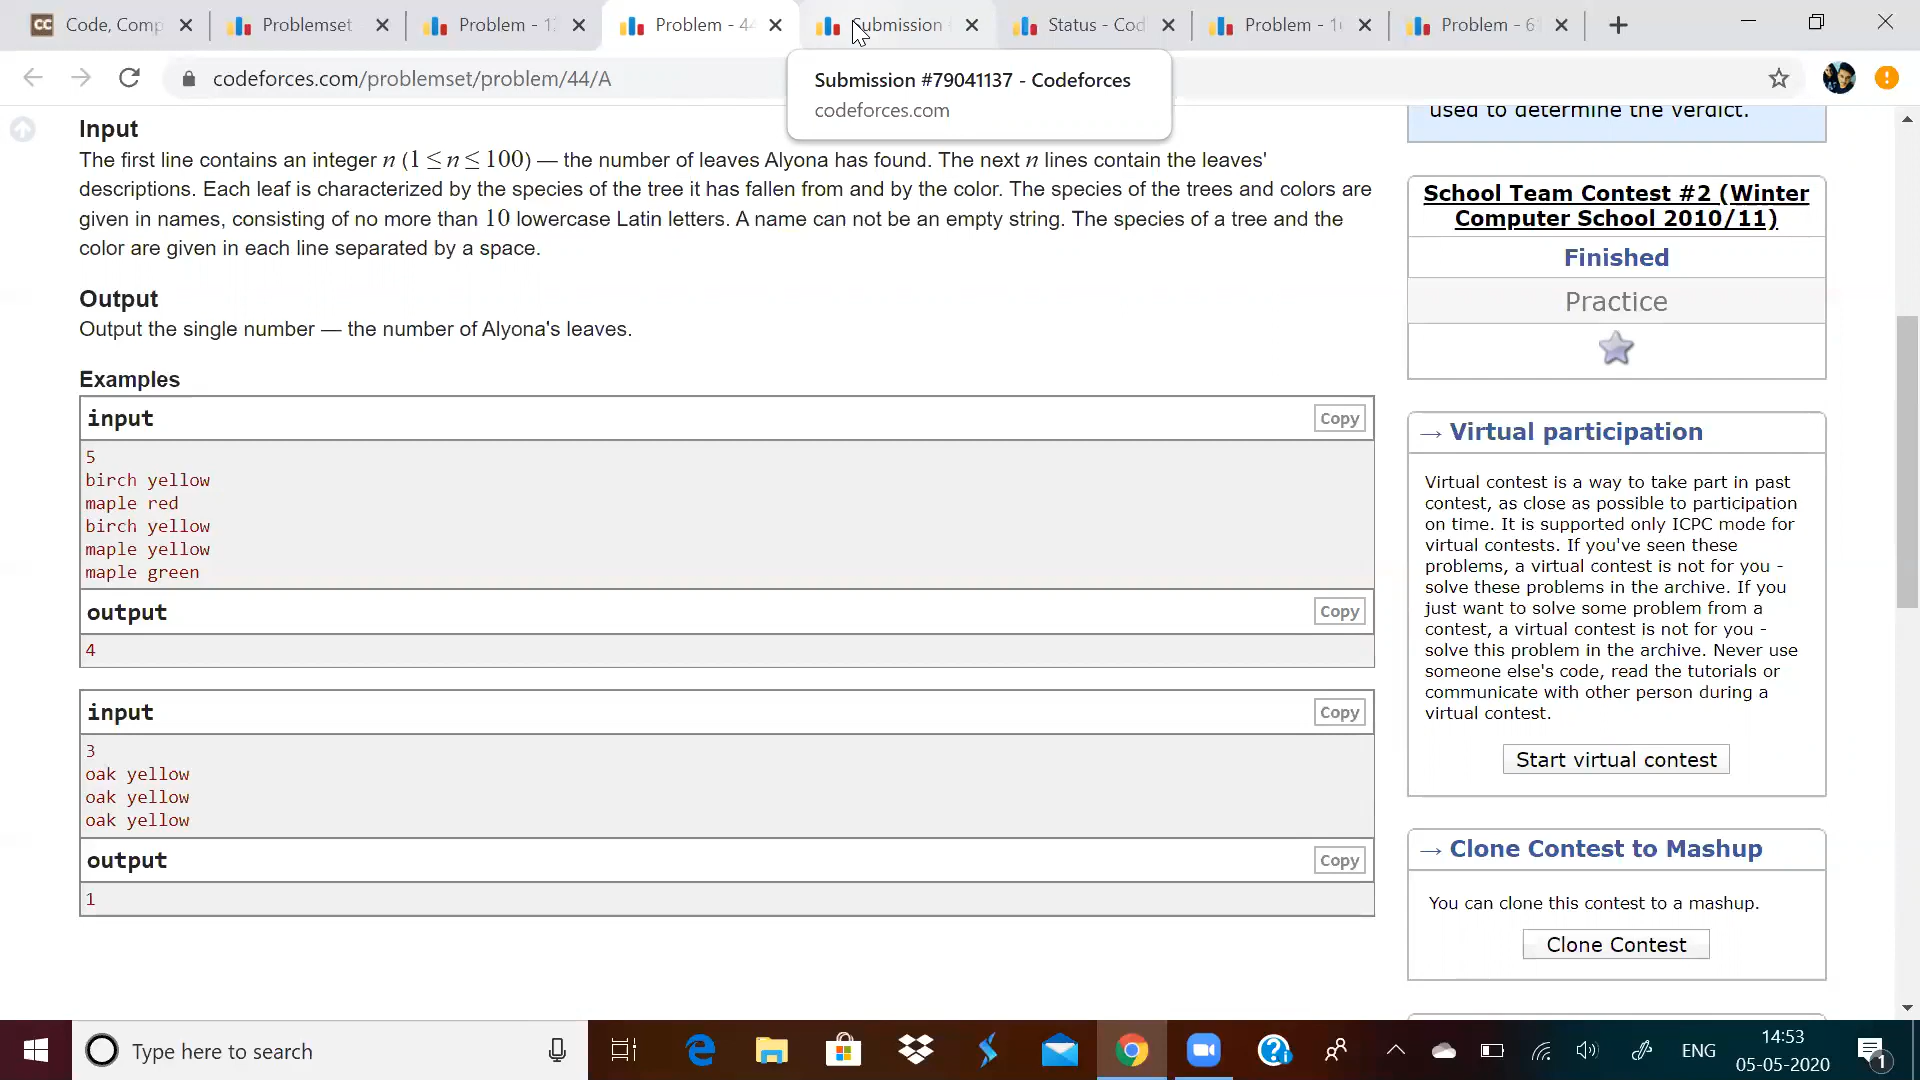 Code, Comp
Problemset
Problem - 1
Problem - 44
Submission
Status - Cod
Problem - 1
Problem - 6
codeforces.com/problemset/problem/44/A
Submission #79041137 - Codeforces
codeforces.com
Input
The first line contains an integer n (1 ≤ n ≤ 100) — the number of leaves Alyona has found. The next n lines contain the leaves'
descriptions. Each leaf is characterized by the species of the tree it has fallen from and by the color. The species of the trees and colors are
given in names, consisting of no more than 10 lowercase Latin letters. A name can not be an empty string. The species of a tree and the
color are given in each line separated by a space.
Output
Output the single number — the number of Alyona's leaves.
Examples
input
Copy
5
birch yellow
maple red
birch yellow
maple yellow
maple green
output
Copy
4
input
Copy
3
oak yellow
oak yellow
oak yellow
output
Copy
1
used to determine the verdict.
School Team Contest #2 (Winter
Computer School 2010/11)
Finished
Practice
→ Virtual participation
Virtual contest is a way to take part in past
contest, as close as possible to participation
on time. It is supported only ICPC mode for
virtual contests. If you've seen these
problems, a virtual contest is not for you -
solve these problems in the archive. If you
just want to solve some problem from a
contest, a virtual contest is not for you -
solve this problem in the archive. Never use
someone else's code, read the tutorials or
communicate with other person during a
virtual contest.
Start virtual contest
→ Clone Contest to Mashup
You can clone this contest to a mashup.
Clone Contest
Type here to search
ENG
14:53
05-05-2020
1